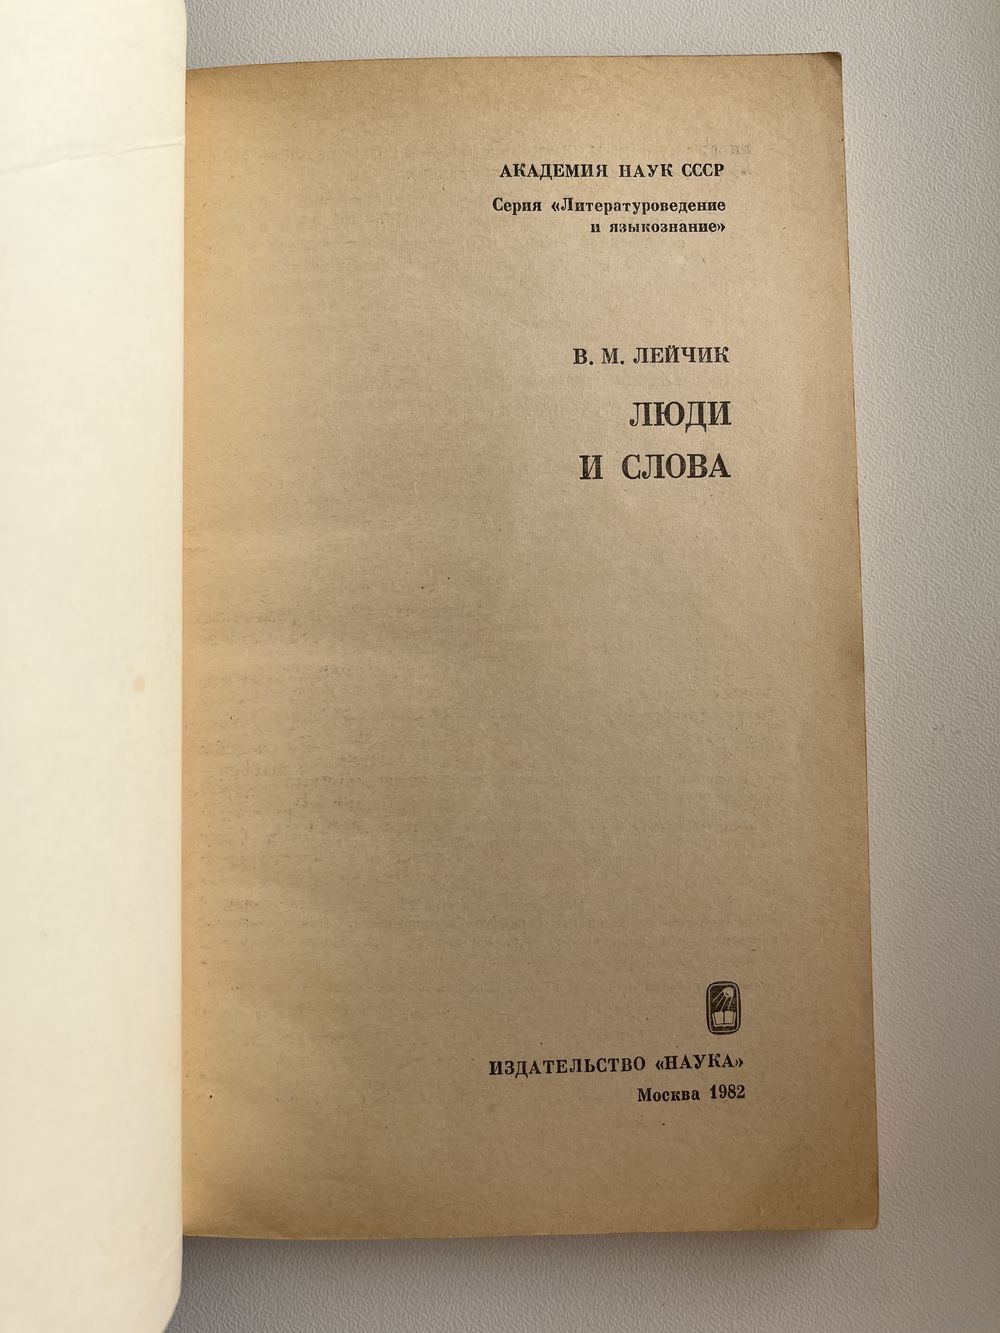 АКАДЕМИЯ НАУК СССР
Серия «Литературоведение
и языкознание»
В. М. ЛЕЙЧИК
ЛЮДИ
И СЛОВА
ИЗДАТЕЛЬСТВО «НАУКА»
Москва 1982